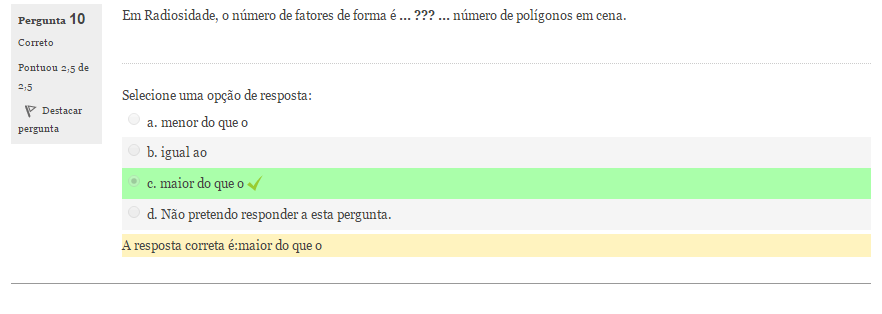 Pergunta 10
Correto
Pontuou 2,5 de
2,5
Destacar
pergunta
Em Radiosidade, o número de fatores de forma é ... ??? ... número de polígonos em cena.
Selecione uma opção de resposta:
a. menor do que o
b. igual ao
c. maior do que o
d. Não pretendo responder a esta pergunta.
A resposta correta é:maior do que o